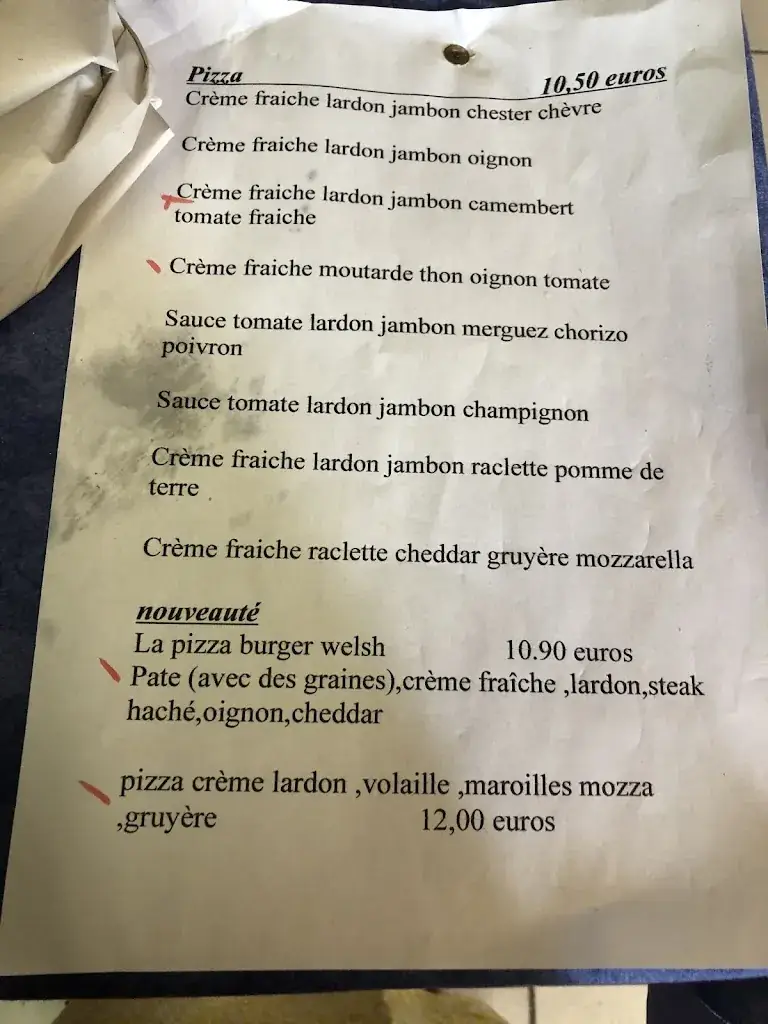 Pizza 10,50 euros
Crème fraiche lardon jambon chester chèvre
Crème fraiche lardon jambon oignon
Crème fraiche lardon jambon camembert
tomate fraiche
Crème fraiche moutarde thon oignon tomate
Sauce tomate lardon jambon merguez chorizo
poivron
Sauce tomate lardon jambon champignon
Crème fraiche lardon jambon raclette pomme de
terre
Crème fraiche raclette cheddar gruyère mozzarella
nouveauté
La pizza burger welsh 10.90 euros
Pate (avec des graines),crème fraîche ,lardon,steak
haché,oignon,cheddar
pizza crème lardon ,volaille ,maroilles mozza
,gruyère 12,00 euros